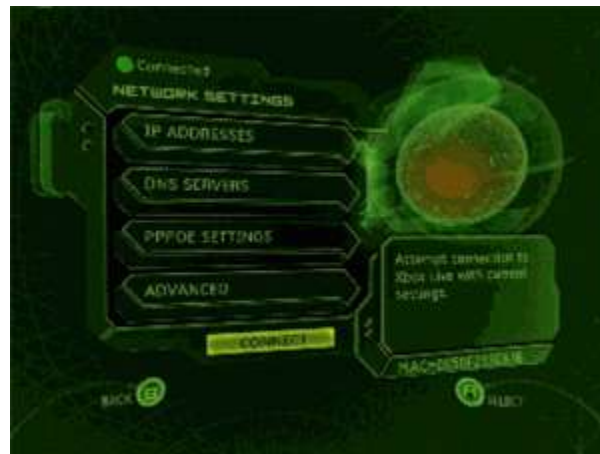 Connected
NETWORK SETTINGS
IP ADDRESSES
DNS SERVERS
PPPOE SETTINGS
ADVANCED
CONNECT
Attempt connection to
Xbox Live with current
settings.
BACK B
A SELECT